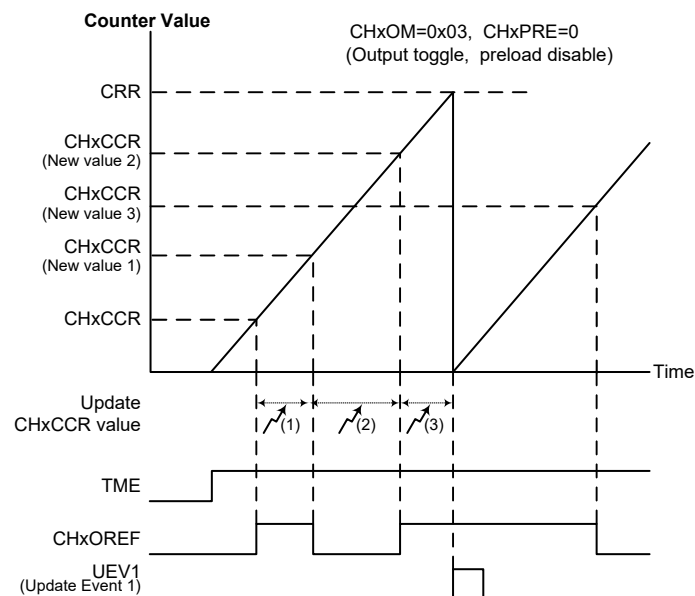 Counter Value
CHxOM=0x03, CHxPRE=0
(Output toggle, preload disable)
CRR
CHxCCR
(New value 2)
CHxCCR
(New value 3)
CHxCCR
(New value 1)
CHxCCR
Time
Update
CHxCCR value
(1)
(2)
(3)
TME
CHxOREF
UEV1
(Update Event 1)